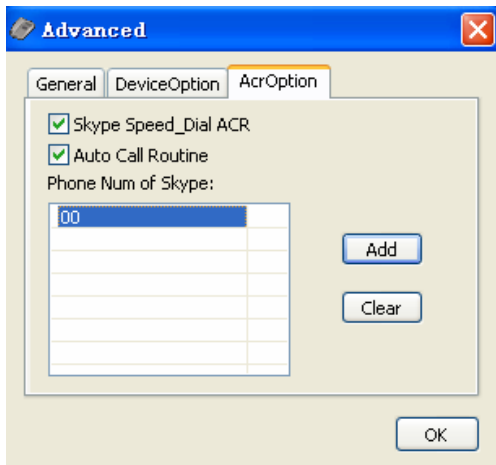 Advanced
General DeviceOption AcrOption
Skype Speed_Dial ACR
Auto Call Routine
Phone Num of Skype:
00
Add
Clear
OK